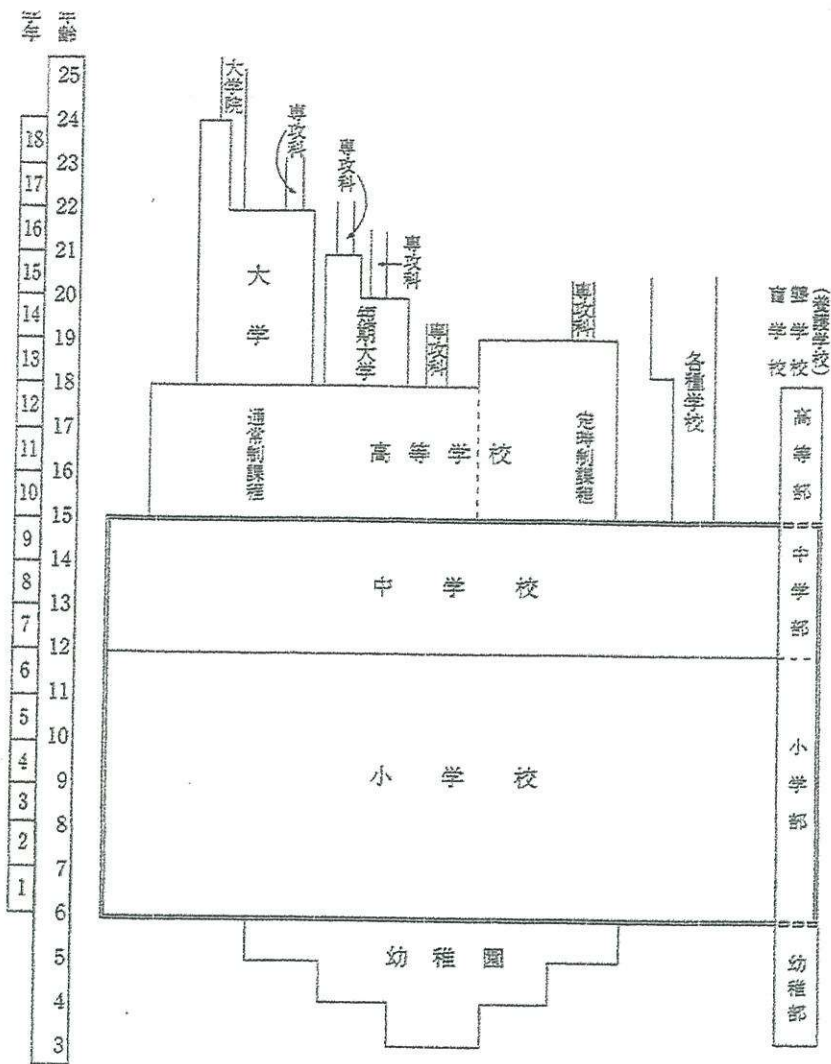 学年
年齢
25
24
23
22
21
20
19
18
17
16
15
14
13
12
11
10
9
8
7
6
5
4
3
18
17
16
15
14
13
12
11
10
9
8
7
6
5
4
3
2
1
大学院
専攻科
専攻科
専攻科
専攻科
専攻科
大学
短期大学
通常制課程
高等学校
定時制課程
各種学校
(養護学校)
聾学校
盲学校
高等部
中学部
小学部
幼稚部
中学校
小学校
幼稚園